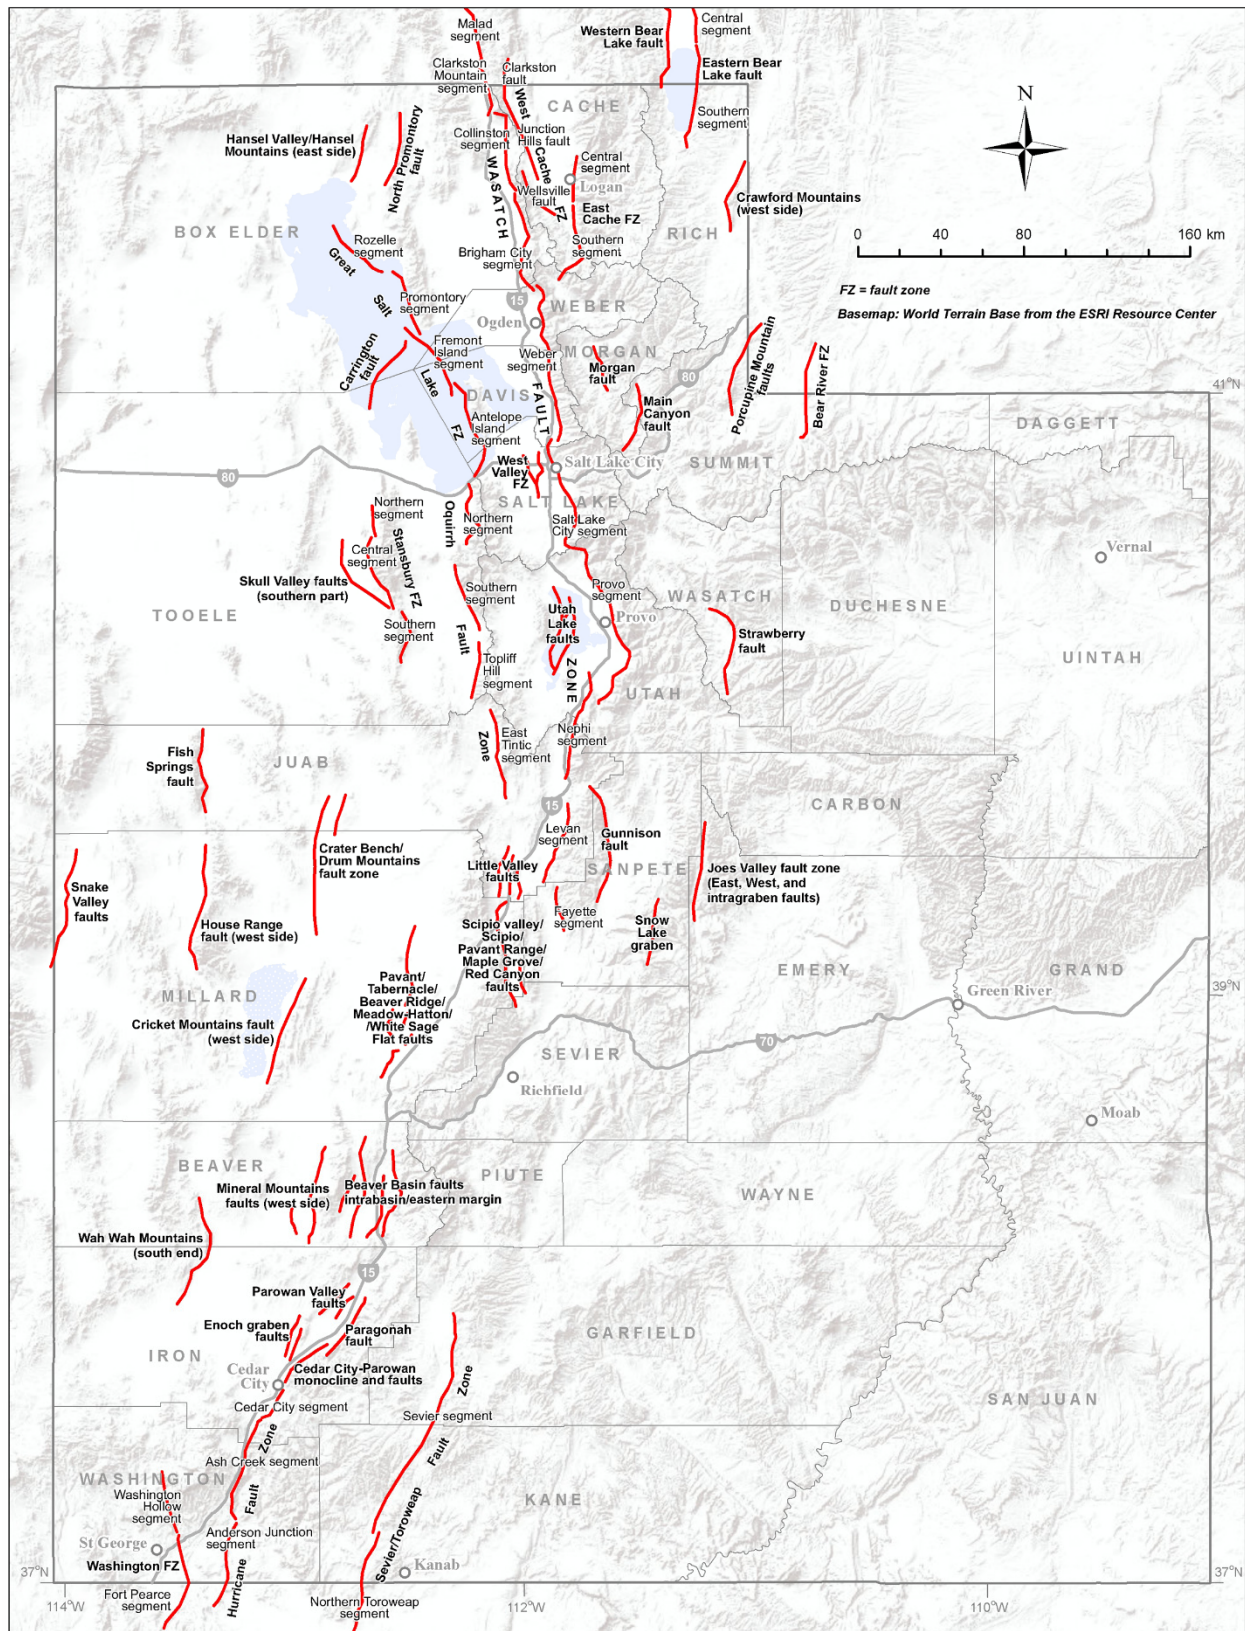 Malad
segment
Western Bear
Lake fault
Central
segment
Clarkston
Mountain
segment
Clarkston
fault
Eastern Bear
Lake fault
West
CACHE
N
Southern
segment
Hansel Valley/Hansel
Mountains (east side)
North Promontory
fault
Collinston
segment
Junction
Hills fault
Central
segment
Cache
Logan
WASATCH
Wellsville
fault
FZ
East
Cache FZ
Crawford Mountains
(west side)
BOX ELDER
RICH
0 40 80 120 160 km
Rozelle
segment
Great
Brigham City
segment
Southern
segment
FZ = fault zone
Basemap: World Terrain Base from the ESRI Resource Center
Salt
Promontory
segment
15
WEBER
Ogden
Carrington
fault
Fremont
Island
segment
Weber
segment
MORGAN
Morgan
fault
80
Porcupine Mountain
faults
Bear River FZ
41°N
Lake
DAVIS
FAULT
Main
Canyon
fault
DAGGETT
FZ
Antelope
Island
segment
80
West
Valley
FZ
Salt Lake City
SUMMIT
SALT LAKE
Northern
segment
Oquirrh
Northern
segment
Salt Lake
City segment
Stansbury FZ
Central
segment
Vernal
Skull Valley faults
(southern part)
Southern
segment
Provo
segment
WASATCH
DUCHESNE
TOOELE
Southern
segment
Utah
Lake
faults
Provo
Strawberry
fault
UINTAH
Fault
Topliff
Hill
segment
ZONE
UTAH
Zone
East
Tintic
segment
Nephi
segment
Fish
Springs
fault
JUAB
15
CARBON
Levan
segment
Gunnison
fault
Crater Bench/
Drum Mountains
fault zone
Little Valley
faults
SANPETE
Joes Valley fault zone
(East, West, and
intragraben faults)
Snake
Valley
faults
House Range
fault (west side)
Fayette
segment
Snow
Lake
graben
Scipio valley/
Scipio/
Pavant Range/
Maple Grove/
Red Canyon
faults
Pavant/
Tabernacle/
Beaver Ridge/
Meadow-Hatton/
/White Sage
Flat faults
EMERY
GRAND
MILLARD
Green River
39°N
Cricket Mountains fault
(west side)
70
SEVIER
Richfield
Moab
BEAVER
Mineral Mountains
faults (west side)
Beaver Basin faults
intrabasin/eastern margin
PIUTE
WAYNE
Wah Wah Mountains
(south end)
15
Parowan Valley
faults
Enoch graben
faults
Paragonah
fault
GARFIELD
IRON
Cedar
City
Cedar City-Parowan
monocline and faults
Zone
SAN JUAN
Cedar City segment
Sevier segment
Zone
Fault
Ash Creek segment
WASHINGTON
Washington
Hollow
segment
Fault
KANE
Anderson Junction
segment
Sevier/Toroweap
St George
Washington FZ
Kanab
37°N
37°N
Fort Pearce
segment
Hurricane
Northern Toroweap
segment
114°W
112°W
110°W